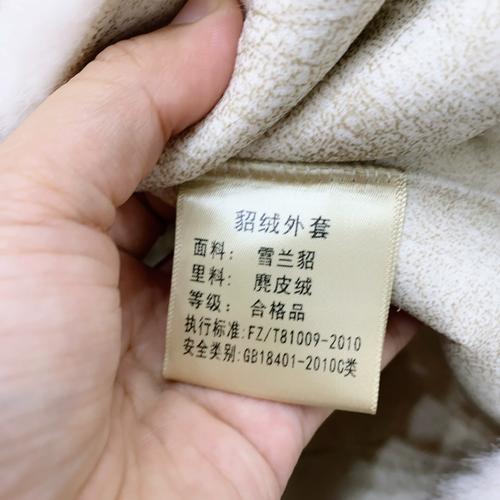 貂绒外套
面料: 雪兰貂
里料: 麂皮绒
等级: 合格品
执行标准:FZ/T81009-2010
安全类别:GB18401-2010C类